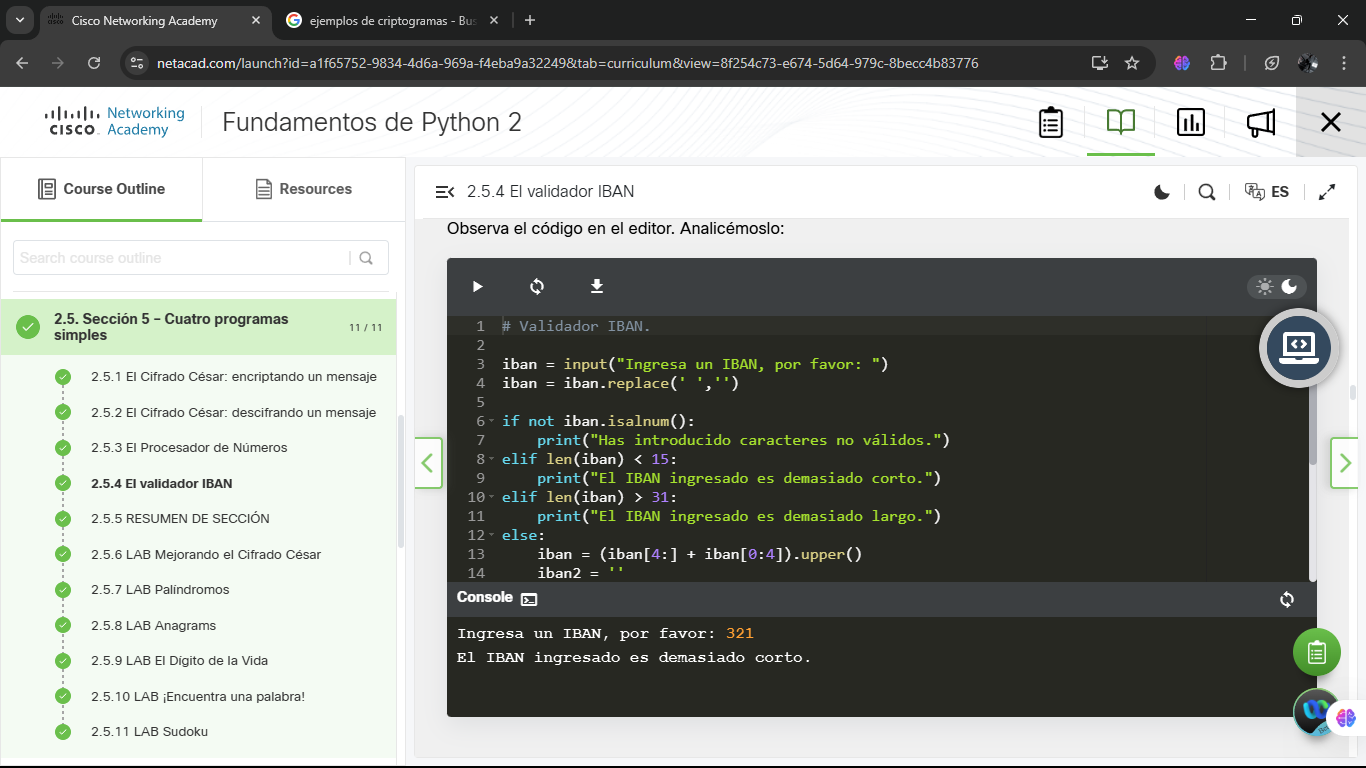 Cisco Networking Academy
ejemplos de criptogramas - Bus
netacad.com/launch?id=a1f65752-9834-4d6a-969a-f4eba9a32249&tab=curriculum&view=8f254c73-e674-5d64-979c-8becc4b83776
CISCO Networking Academy
Fundamentos de Python 2
Course Outline
Resources
Search course outline
2.5. Sección 5 – Cuatro programas simples
11 / 11
2.5.1 El Cifrado César: encriptando un mensaje
2.5.2 El Cifrado César: descifrando un mensaje
2.5.3 El Procesador de Números
2.5.4 El validador IBAN
2.5.5 RESUMEN DE SECCIÓN
2.5.6 LAB Mejorando el Cifrado César
2.5.7 LAB Palíndromos
2.5.8 LAB Anagrams
2.5.9 LAB El Dígito de la Vida
2.5.10 LAB ¡Encuentra una palabra!
2.5.11 LAB Sudoku
2.5.4 El validador IBAN
ES
Observa el código en el editor. Analicémoslo:
1 # Validador IBAN.
2
3 iban = input("Ingresa un IBAN, por favor: ")
4 iban = iban.replace(' ','')
5
6 if not iban.isalnum():
7     print("Has introducido caracteres no válidos.")
8 elif len(iban) < 15:
9     print("El IBAN ingresado es demasiado corto.")
10 elif len(iban) > 31:
11     print("El IBAN ingresado es demasiado largo.")
12 else:
13     iban = (iban[4:] + iban[0:4]).upper()
14     iban2 = ''
Console
Ingresa un IBAN, por favor: 321
El IBAN ingresado es demasiado corto.